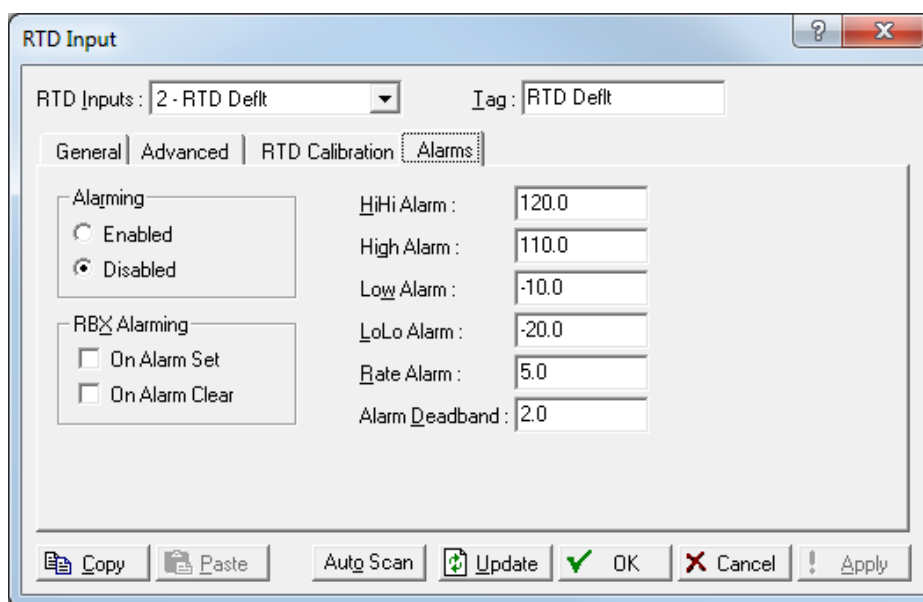 RTD Input
RTD Inputs : 2 - RTD Deflt Tag : RTD Deflt
General Advanced RTD Calibration Alarms
Alarming
Enabled
Disabled
RBX Alarming
On Alarm Set
On Alarm Clear
HiHi Alarm : 120.0
High Alarm : 110.0
Low Alarm : -10.0
LoLo Alarm : -20.0
Rate Alarm : 5.0
Alarm Deadband : 2.0
Copy Paste Auto Scan Update OK Cancel ! Apply